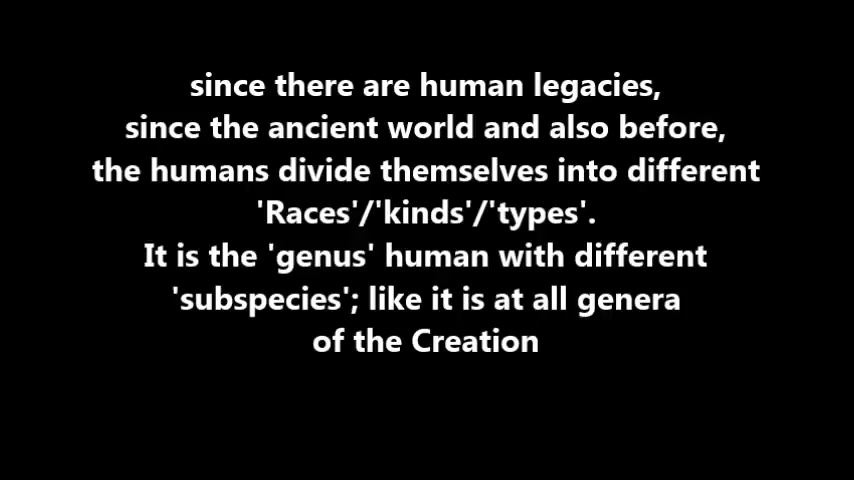 since there are human legacies,
since the ancient world and also before,
the humans divide themselves into different
'Races'/'kinds'/'types'.
It is the 'genus' human with different
'subspecies'; like it is at all genera
of the Creation